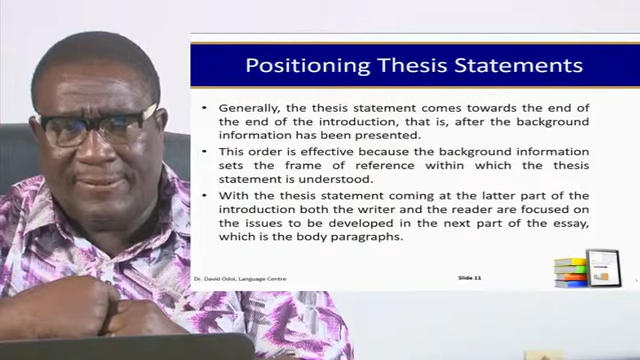 Positioning Thesis Statements
• Generally, the thesis statement comes towards the end of
the end of the introduction, that is, after the background
information has been presented.
• This order is effective because the background information
sets the frame of reference within which the thesis
statement is understood.
• With the thesis statement coming at the latter part of the
introduction both the writer and the reader are focused on
the issues to be developed in the next part of the essay,
which is the body paragraphs.
Dr. David Odoi, Language Centre
Slide 11